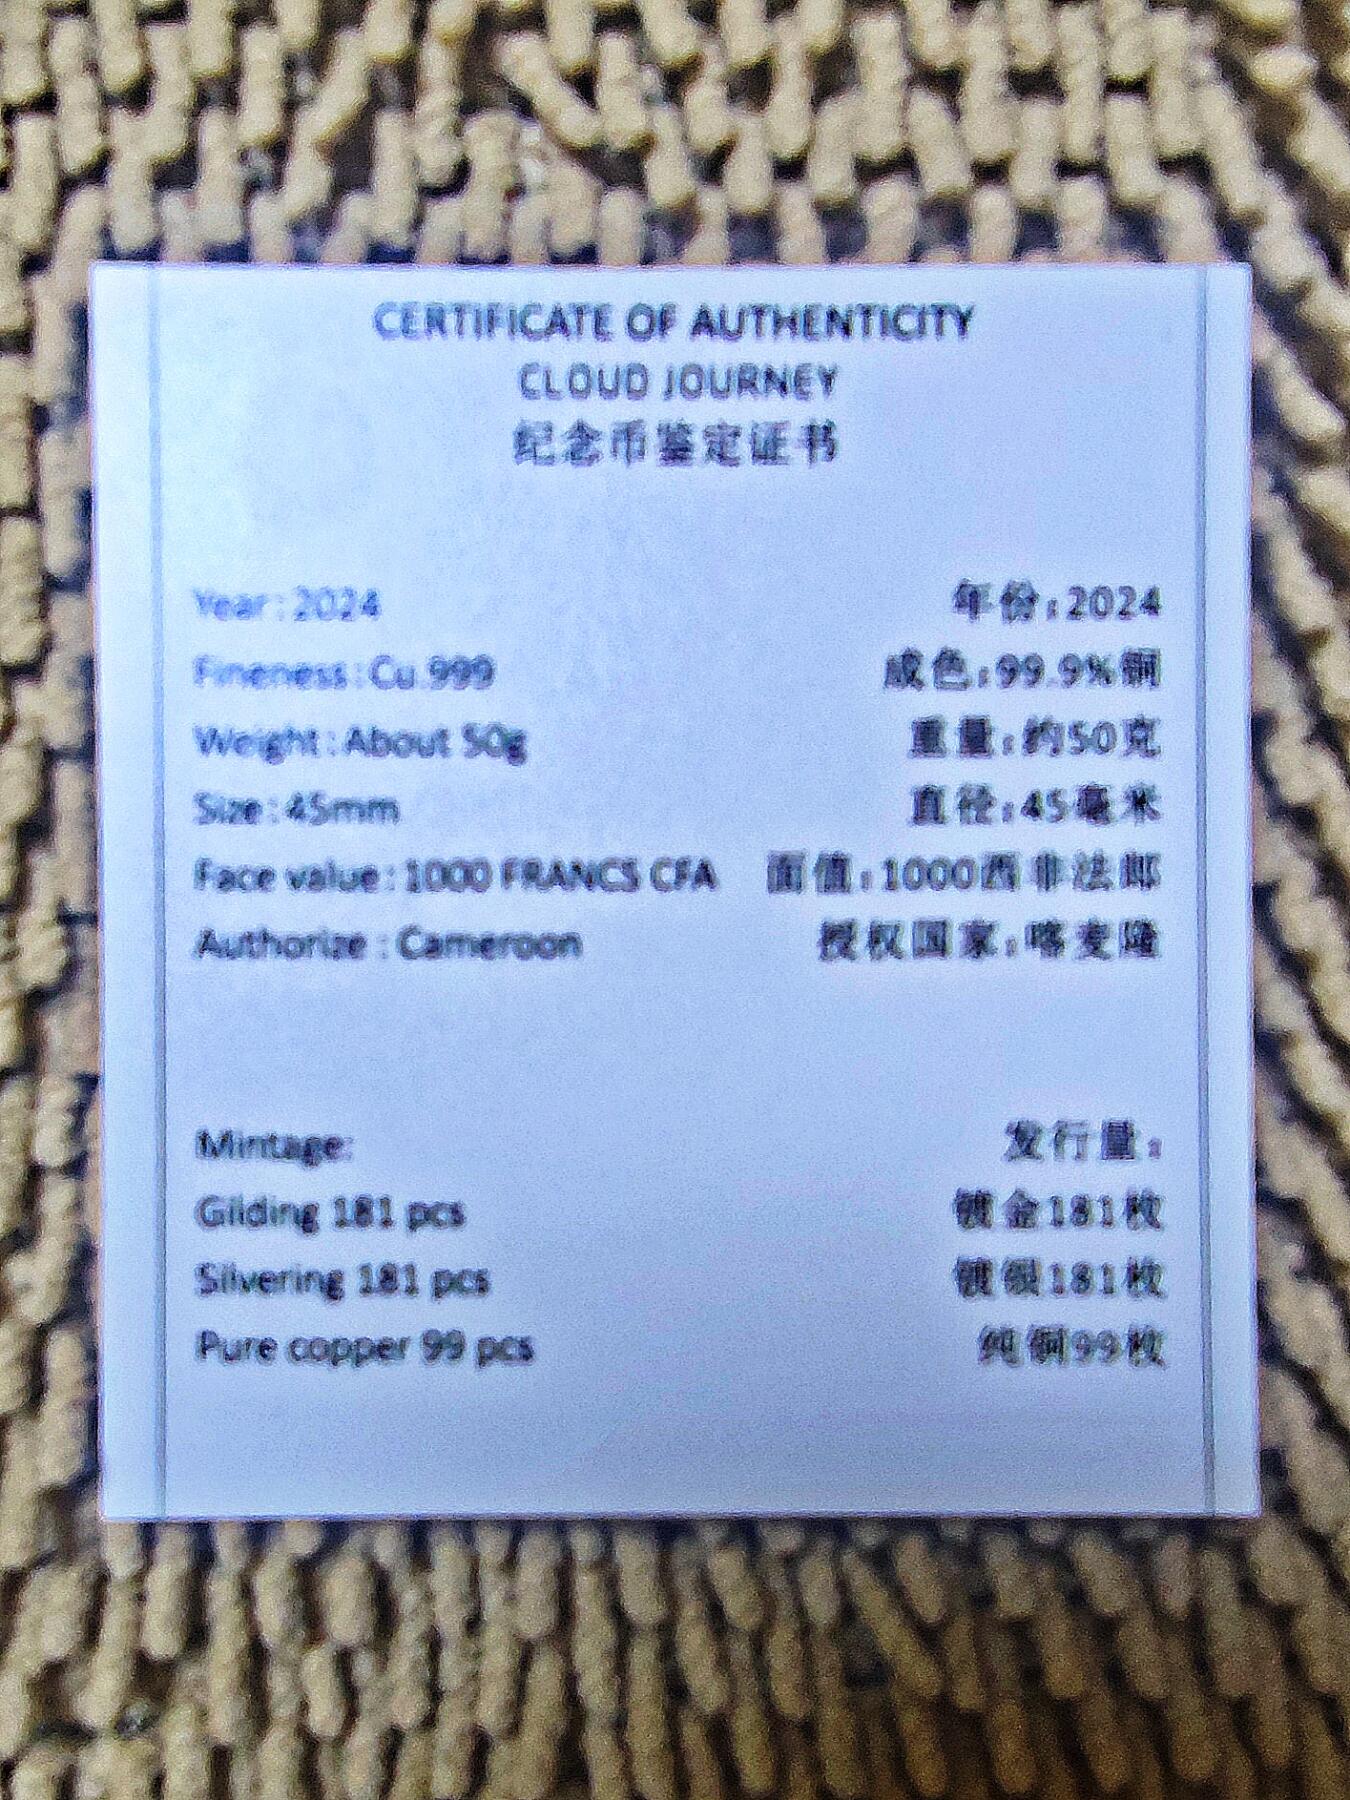 CERTIFICATE OF AUTHENTICITY
CLOUD JOURNEY
纪念币鉴定证书
Year:2024 年份:2024
Fineness:Cu.999 成色:99.9%铜
Weight:About 50g 重量:约50克
Size:45mm 直径:45毫米
Face value:1000 FRANCS CFA 面值:1000西非法郎
Authorize : Cameroon 授权国家:喀麦隆
Mintage: 发行量:
Gilding 181 pcs 镀金181枚
Silvering 181 pcs 镀银181枚
Pure copper 99 pcs 纯铜99枚